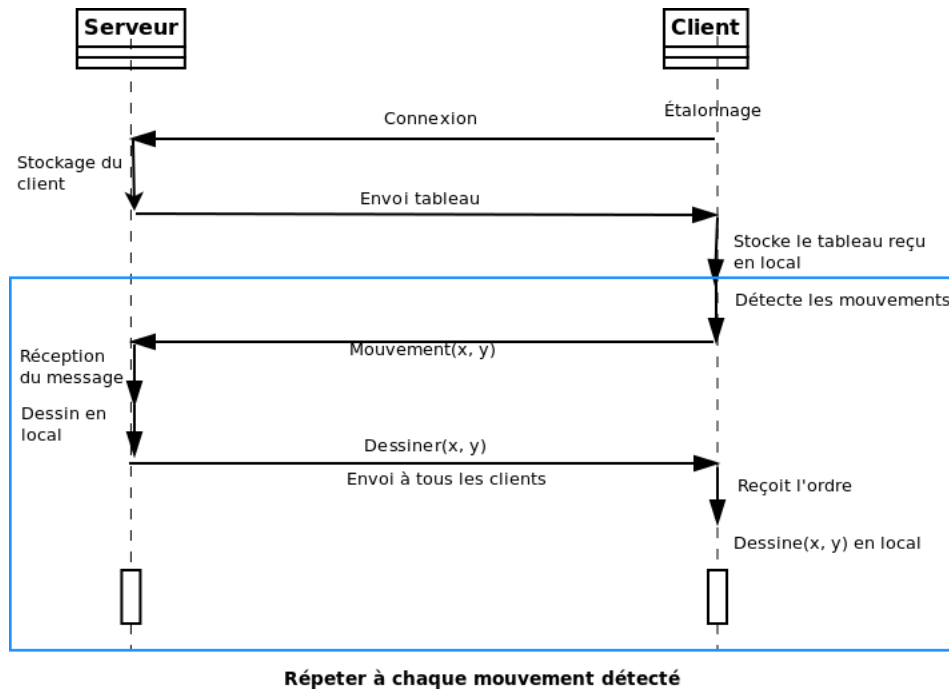 Serveur
Client
Étalonnage
Connexion
Stockage du
client
Envoi tableau
Stocke le tableau reçu
en local
Détecte les mouvements
Mouvement(x, y)
Réception
du message
Dessin en
local
Dessiner(x, y)
Envoi à tous les clients
Reçoit l'ordre
Dessine(x, y) en local
Répeter à chaque mouvement détecté